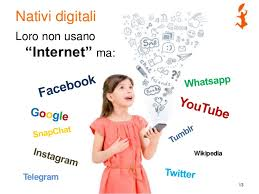 Nativi digitali
Loro non usano
“Internet” ma:
Facebook
Whatsapp
Google
YouTube
SnapChat
Tumblr
Instagram
Wikipedia
Telegram
Twitter
13